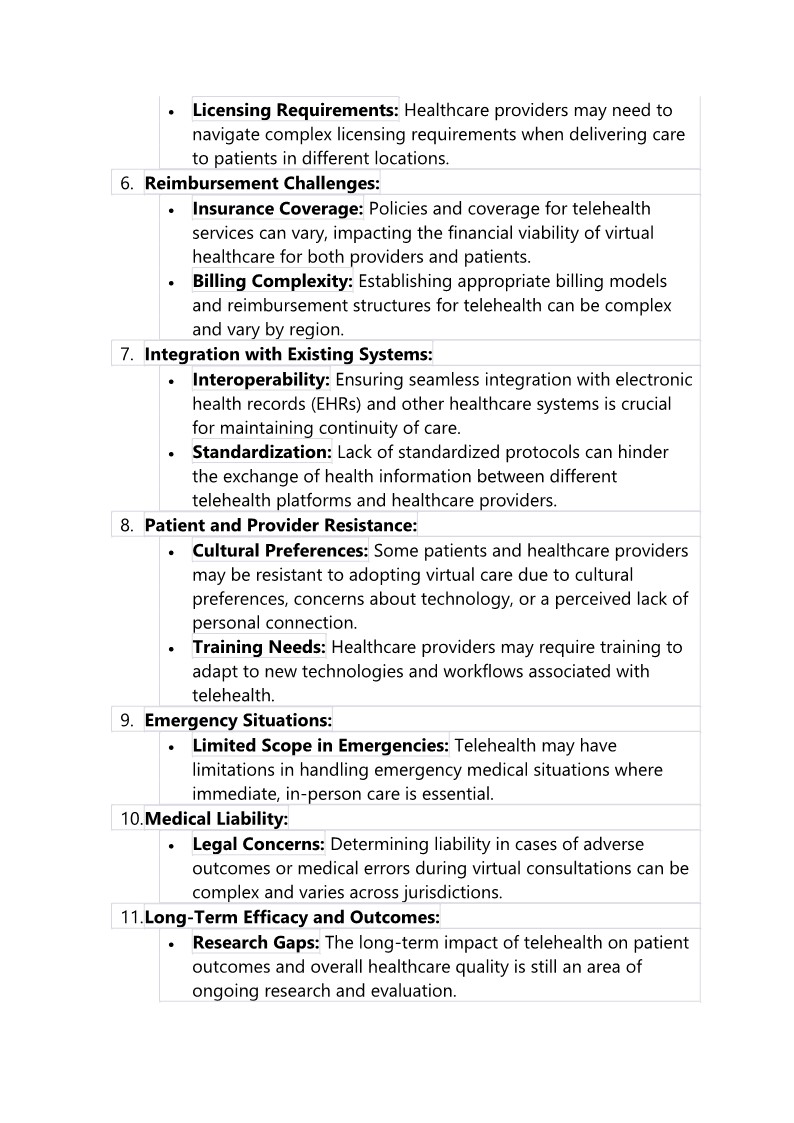 • Licensing Requirements: Healthcare providers may need to
navigate complex licensing requirements when delivering care
to patients in different locations.
6. Reimbursement Challenges:
• Insurance Coverage: Policies and coverage for telehealth
services can vary, impacting the financial viability of virtual
healthcare for both providers and patients.
• Billing Complexity: Establishing appropriate billing models
and reimbursement structures for telehealth can be complex
and vary by region.
7. Integration with Existing Systems:
• Interoperability: Ensuring seamless integration with electronic
health records (EHRs) and other healthcare systems is crucial
for maintaining continuity of care.
• Standardization: Lack of standardized protocols can hinder
the exchange of health information between different
telehealth platforms and healthcare providers.
8. Patient and Provider Resistance:
• Cultural Preferences: Some patients and healthcare providers
may be resistant to adopting virtual care due to cultural
preferences, concerns about technology, or a perceived lack of
personal connection.
• Training Needs: Healthcare providers may require training to
adapt to new technologies and workflows associated with
telehealth.
9. Emergency Situations:
• Limited Scope in Emergencies: Telehealth may have
limitations in handling emergency medical situations where
immediate, in-person care is essential.
10. Medical Liability:
• Legal Concerns: Determining liability in cases of adverse
outcomes or medical errors during virtual consultations can be
complex and varies across jurisdictions.
11. Long-Term Efficacy and Outcomes:
• Research Gaps: The long-term impact of telehealth on patient
outcomes and overall healthcare quality is still an area of
ongoing research and evaluation.